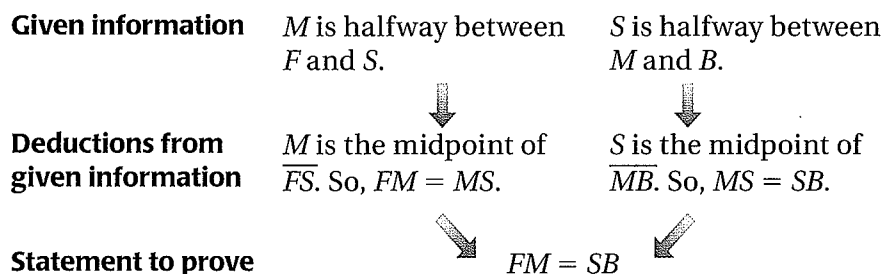 Given information M is halfway between S is halfway between
F and S. M and B.
Deductions from M is the midpoint of S is the midpoint of
given information FS. So, FM = MS. MB. So, MS = SB.
Statement to prove FM = SB